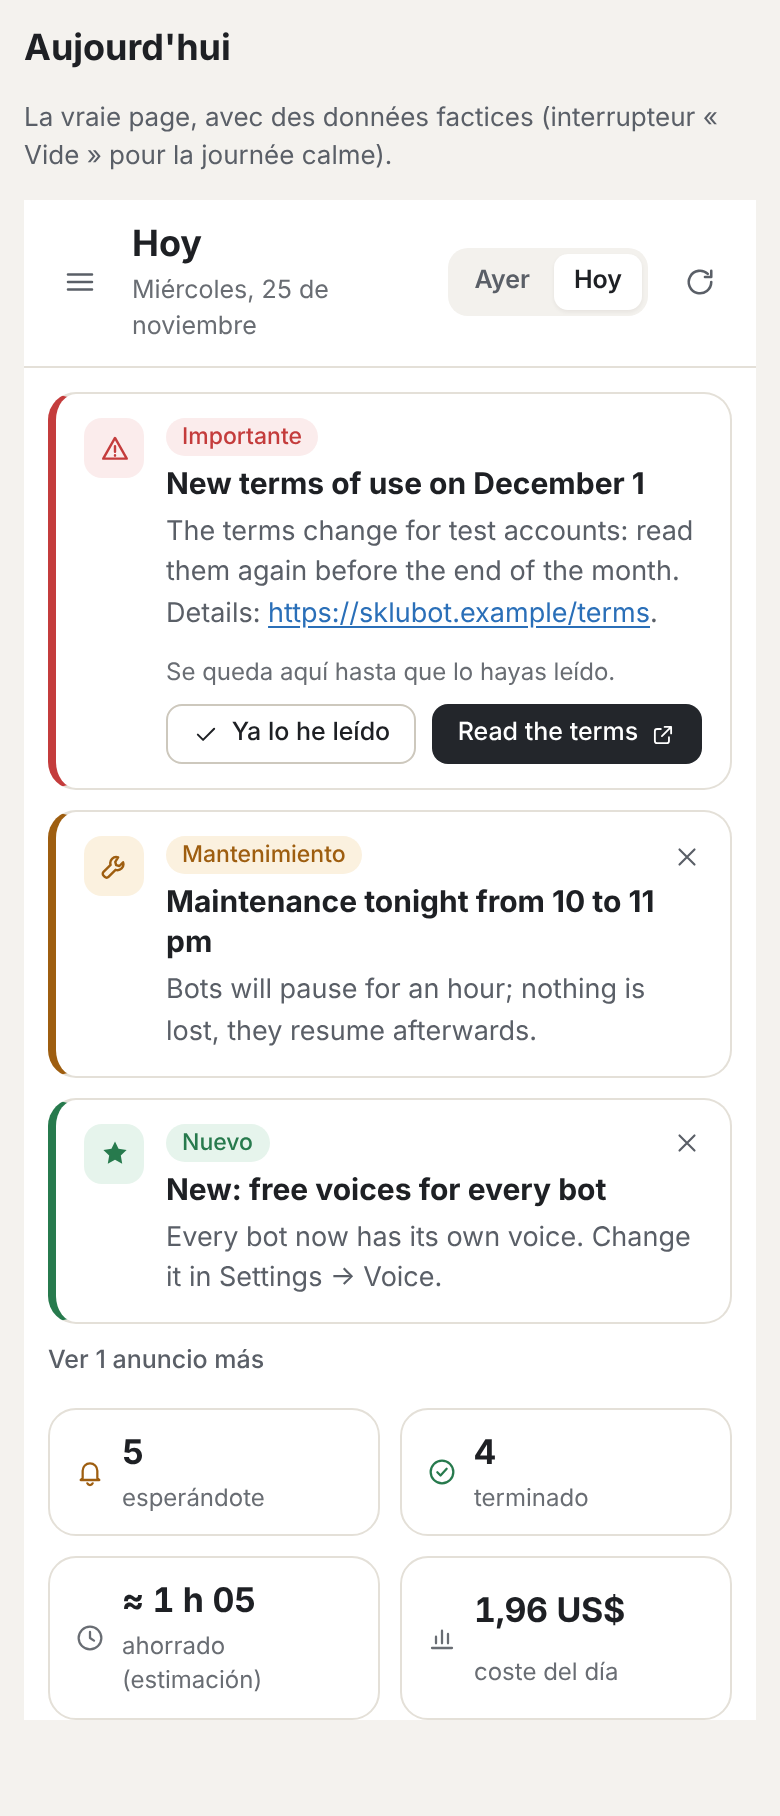 Aujourd'hui
La vraie page, avec des données factices (interrupteur «
Vide » pour la journée calme).
Hoy
Miércoles, 25 de
noviembre
Ayer
Hoy
Importante
New terms of use on December 1
The terms change for test accounts: read
them again before the end of the month.
Details: https://sklubot.example/terms.
Se queda aquí hasta que lo hayas leído.
Ya lo he leído
Read the terms
Mantenimiento
Maintenance tonight from 10 to 11
pm
Bots will pause for an hour; nothing is
lost, they resume afterwards.
Nuevo
New: free voices for every bot
Every bot now has its own voice. Change
it in Settings → Voice.
Ver 1 anuncio más
5
esperándote
4
terminado
≈ 1 h 05
ahorrado
(estimación)
1,96 US$
coste del día